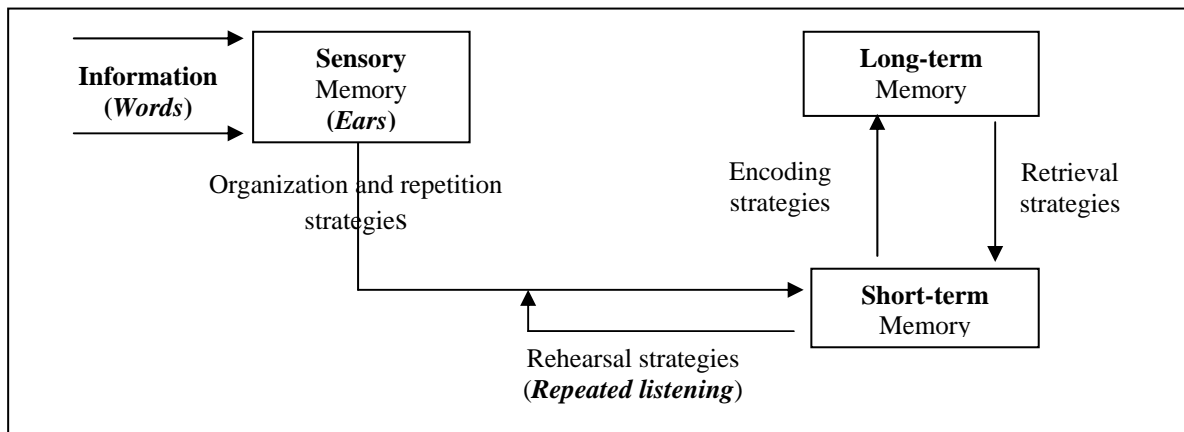 Information
(Words)
Sensory
Memory
(Ears)
Organization and repetition
strategies
Long-term
Memory
Encoding
strategies
Retrieval
strategies
Short-term
Memory
Rehearsal strategies
(Repeated listening)